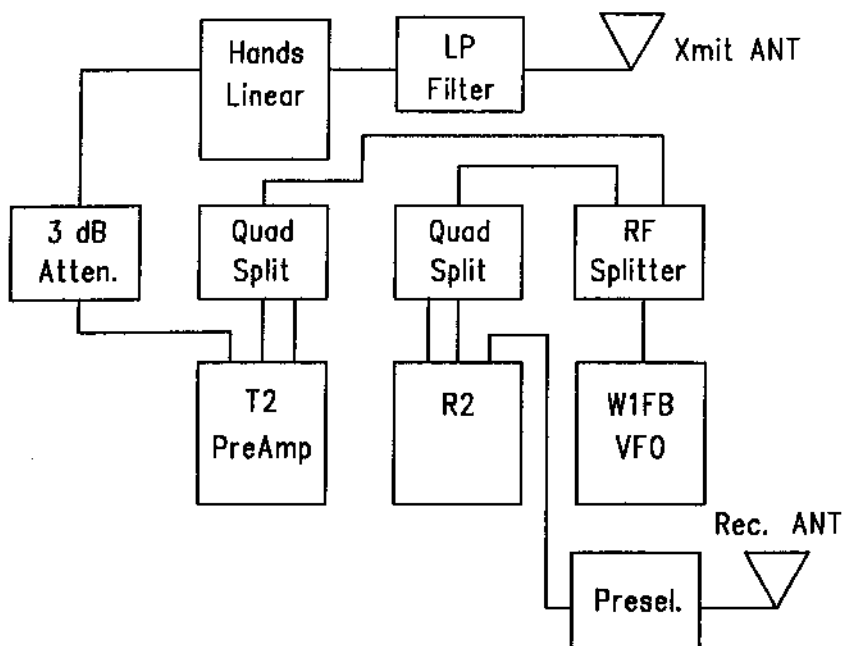 Hands
Linear
LP
Filter
Xmit ANT
3 dB
Atten.
Quad
Split
Quad
Split
RF
Splitter
T2
PreAmp
R2
W1FB
VFO
Rec. ANT
Presel.